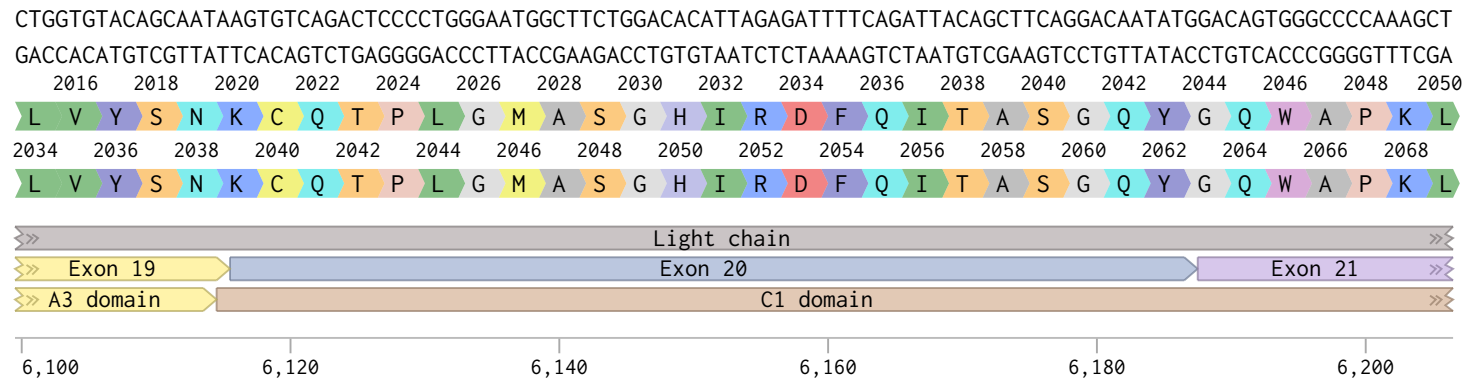 CTGGTGTACAGCAATAAGTGTCAGACTCCCCTGGGAATGGCTTCTGGACACATTAGAGATTTTCAGATTACAGCTTCAGGACAATATGGACAGTGGGCCCCAAAGCT
GACCACATGTCGTTATTCACAGTCTGAGGGGACCCTTACCGAAGACCTGTGTAATCTCTAAAAGTCTAATGTCGAAGTCCTGTTATACCTGTCACCCGGGGTTTCGA
2016 2018 2020 2022 2024 2026 2028 2030 2032 2034 2036 2038 2040 2042 2044 2046 2048 2050
L V Y S N K C Q T P L G M A S G H I R D F Q I T A S G Q Y G Q W A P K L
2034 2036 2038 2040 2042 2044 2046 2048 2050 2052 2054 2056 2058 2060 2062 2064 2066 2068
L V Y S N K C Q T P L G M A S G H I R D F Q I T A S G Q Y G Q W A P K L
Light chain
Exon 19 Exon 20 Exon 21
A3 domain C1 domain
6,100 6,120 6,140 6,160 6,180 6,200